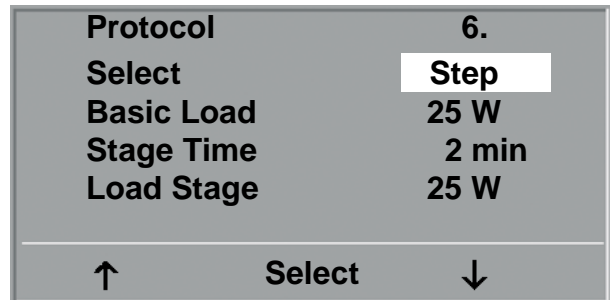 Protocol 6.
Select Step
Basic Load 25 W
Stage Time 2 min
Load Stage 25 W
↑ Select ↓